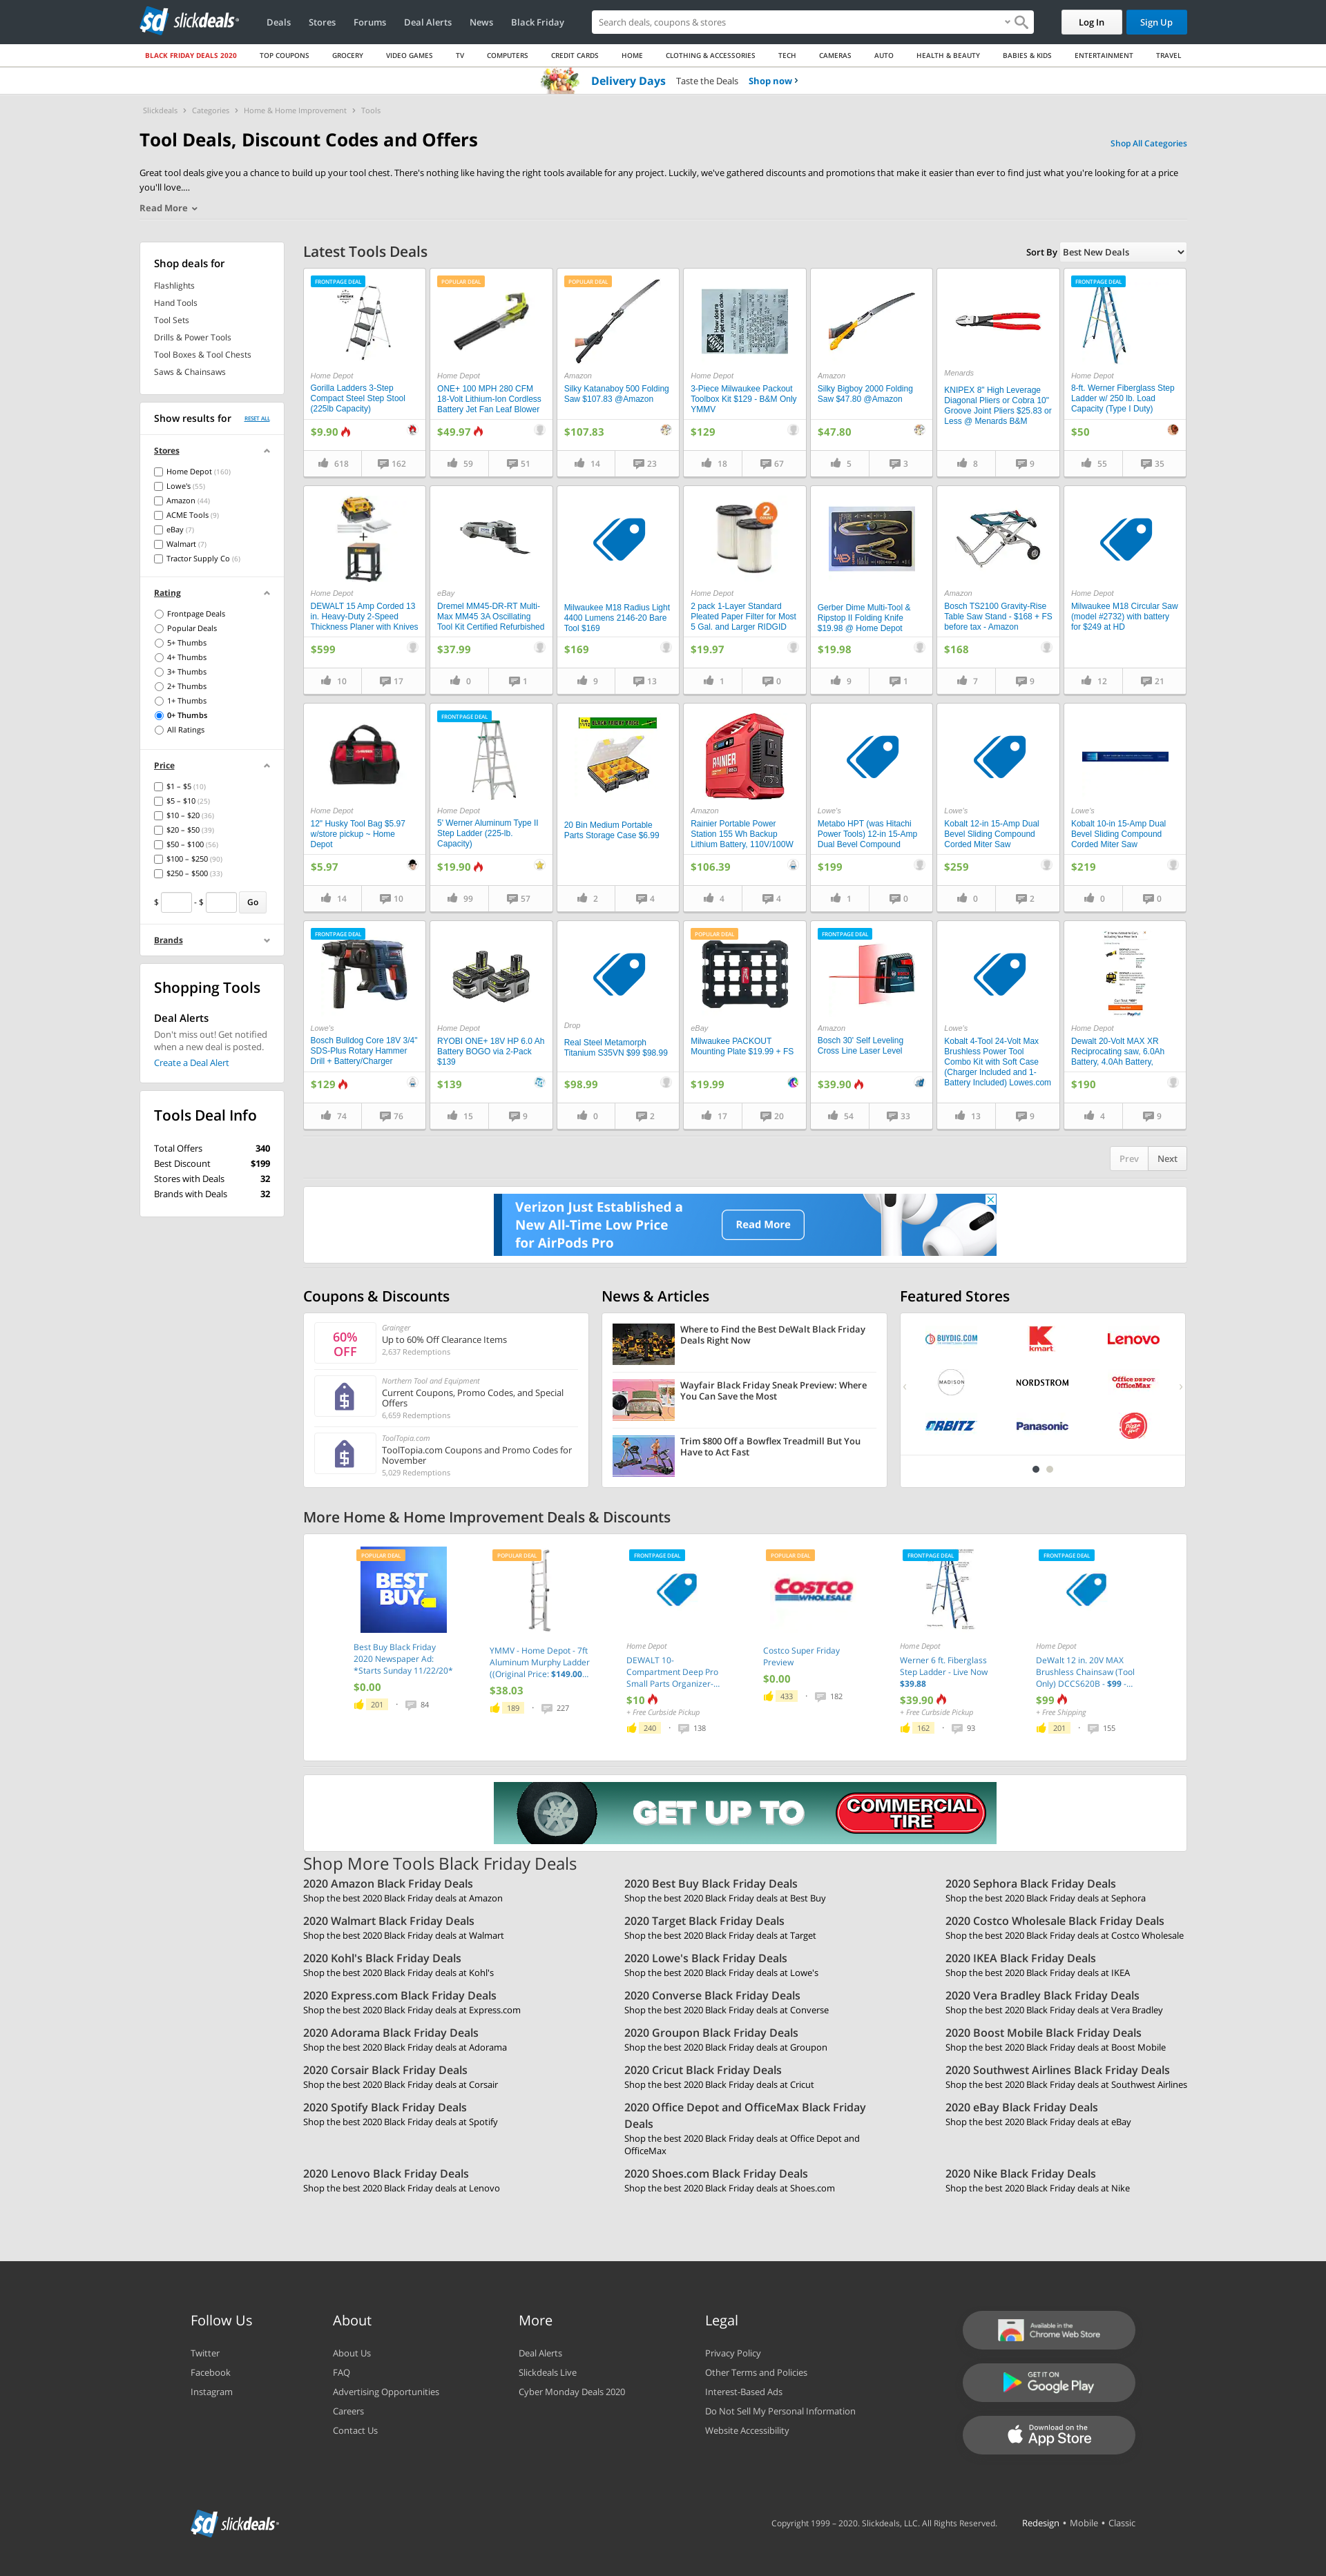 slickdeals
Deals
Stores
Forums
Deal Alerts
News
Black Friday
Search deals, coupons & stores
Log In
Sign Up
BLACK FRIDAY DEALS 2020
TOP COUPONS
GROCERY
VIDEO GAMES
TV
COMPUTERS
CREDIT CARDS
HOME
CLOTHING & ACCESSORIES
TECH
CAMERAS
AUTO
HEALTH & BEAUTY
BABIES & KIDS
ENTERTAINMENT
TRAVEL
Delivery Days Taste the Deals Shop now ›
Slickdeals › Categories › Home & Home Improvement › Tools
Tool Deals, Discount Codes and Offers
Shop All Categories
Great tool deals give you a chance to build up your tool chest. There's nothing like having the right tools available for any project. Luckily, we've gathered discounts and promotions that make it easier than ever to find just what you're looking for at a price
you'll love....
Read More
Shop deals for
Flashlights
Hand Tools
Tool Sets
Drills & Power Tools
Tool Boxes & Tool Chests
Saws & Chainsaws
Show results for RESET ALL
Stores
Home Depot (160)
Lowe's (55)
Amazon (44)
ACME Tools (9)
eBay (7)
Walmart (7)
Tractor Supply Co (6)
Rating
Frontpage Deals
Popular Deals
5+ Thumbs
4+ Thumbs
3+ Thumbs
2+ Thumbs
1+ Thumbs
0+ Thumbs
All Ratings
Price
$1 – $5 (10)
$5 – $10 (25)
$10 – $20 (36)
$20 – $50 (39)
$50 – $100 (56)
$100 – $250 (90)
$250 – $500 (33)
$ - $ Go
Brands
Shopping Tools
Deal Alerts
Don't miss out! Get notified
when a new deal is posted.
Create a Deal Alert
Tools Deal Info
Total Offers 340
Best Discount $199
Stores with Deals 32
Brands with Deals 32
Latest Tools Deals
Sort By Best New Deals
FRONTPAGE DEAL
Home Depot
Gorilla Ladders 3-Step
Compact Steel Step Stool
(225lb Capacity)
$9.90
618 162
POPULAR DEAL
Home Depot
ONE+ 100 MPH 280 CFM
18-Volt Lithium-Ion Cordless
Battery Jet Fan Leaf Blower
$49.97
59 51
POPULAR DEAL
Amazon
Silky Katanaboy 500 Folding
Saw $107.83 @Amazon
$107.83
14 23
Home Depot
3-Piece Milwaukee Packout
Toolbox Kit $129 - B&M Only
YMMV
$129
18 67
Amazon
Silky Bigboy 2000 Folding
Saw $47.80 @Amazon
$47.80
5 3
Menards
KNIPEX 8" High Leverage
Diagonal Pliers or Cobra 10"
Groove Joint Pliers $25.83 or
Less @ Menards B&M
8 9
FRONTPAGE DEAL
Home Depot
8-ft. Werner Fiberglass Step
Ladder w/ 250 lb. Load
Capacity (Type I Duty)
$50
55 35
Home Depot
DEWALT 15 Amp Corded 13
in. Heavy-Duty 2-Speed
Thickness Planer with Knives
$599
10 17
eBay
Dremel MM45-DR-RT Multi-
Max MM45 3A Oscillating
Tool Kit Certified Refurbished
$37.99
0 1
Milwaukee M18 Radius Light
4400 Lumens 2146-20 Bare
Tool $169
$169
9 13
2
Home Depot
2 pack 1-Layer Standard
Pleated Paper Filter for Most
5 Gal. and Larger RIDGID
$19.97
1 0
Gerber Dime Multi-Tool &
Ripstop II Folding Knife
$19.98 @ Home Depot
$19.98
9 1
Amazon
Bosch TS2100 Gravity-Rise
Table Saw Stand - $168 + FS
before tax - Amazon
$168
7 9
Home Depot
Milwaukee M18 Circular Saw
(model #2732) with battery
for $249 at HD
12 21
Home Depot
12" Husky Tool Bag $5.97
w/store pickup ~ Home
Depot
$5.97
14 10
FRONTPAGE DEAL
Home Depot
5' Werner Aluminum Type II
Step Ladder (225-lb.
Capacity)
$19.90
99 57
20 Bin Medium Portable
Parts Storage Case $6.99
2 4
RAINIER
Amazon
Rainier Portable Power
Station 155 Wh Backup
Lithium Battery, 110V/100W
$106.39
4 4
Lowe's
Metabo HPT (was Hitachi
Power Tools) 12-in 15-Amp
Dual Bevel Compound
$199
1 0
Lowe's
Kobalt 12-in 15-Amp Dual
Bevel Sliding Compound
Corded Miter Saw
$259
0 2
Lowe's
Kobalt 10-in 15-Amp Dual
Bevel Sliding Compound
Corded Miter Saw
$219
0 0
FRONTPAGE DEAL
Lowe's
Bosch Bulldog Core 18V 3/4"
SDS-Plus Rotary Hammer
Drill + Battery/Charger
$129
74 76
Home Depot
RYOBI ONE+ 18V HP 6.0 Ah
Battery BOGO via 2-Pack
$139
$139
15 9
Drop
Real Steel Metamorph
Titanium S35VN $99 $98.99
$98.99
0 2
POPULAR DEAL
eBay
Milwaukee PACKOUT
Mounting Plate $19.99 + FS
$19.99
17 20
FRONTPAGE DEAL
Amazon
Bosch 30' Self Leveling
Cross Line Laser Level
$39.90
54 33
Lowe's
Kobalt 4-Tool 24-Volt Max
Brushless Power Tool
Combo Kit with Soft Case
(Charger Included and 1-
Battery Included) Lowes.com
13 9
Home Depot
Dewalt 20-Volt MAX XR
Reciprocating saw, 6.0Ah
Battery, 4.0Ah Battery,
$190
4 9
Prev Next
Verizon Just Established a
New All-Time Low Price
for AirPods Pro
Read More
Coupons & Discounts
60%
OFF
Grainger
Up to 60% Off Clearance Items
2,637 Redemptions
Northern Tool and Equipment
Current Coupons, Promo Codes, and Special
Offers
6,659 Redemptions
ToolTopia.com
ToolTopia.com Coupons and Promo Codes for
November
5,029 Redemptions
News & Articles
Where to Find the Best DeWalt Black Friday
Deals Right Now
Wayfair Black Friday Sneak Preview: Where
You Can Save the Most
Trim $800 Off a Bowflex Treadmill But You
Have to Act Fast
Featured Stores
BUYDIG.COM
kmart
Lenovo
MADISON
NORDSTROM
Office DEPOT
OfficeMax
ORBITZ
Panasonic
Pizza Hut
More Home & Home Improvement Deals & Discounts
POPULAR DEAL
BEST
BUY
Best Buy Black Friday
2020 Newspaper Ad:
*Starts Sunday 11/22/20*
$0.00
201 · 84
POPULAR DEAL
YMMV - Home Depot - 7ft
Aluminum Murphy Ladder
((Original Price: $149.00...
$38.03
189 · 227
FRONTPAGE DEAL
Home Depot
DEWALT 10-
Compartment Deep Pro
Small Parts Organizer-...
$10
+ Free Curbside Pickup
240 · 138
POPULAR DEAL
COSTCO
WHOLESALE
Costco Super Friday
Preview
$0.00
433 · 182
FRONTPAGE DEAL
Home Depot
Werner 6 ft. Fiberglass
Step Ladder - Live Now
$39.88
$39.90
+ Free Curbside Pickup
162 · 93
FRONTPAGE DEAL
Home Depot
DeWalt 12 in. 20V MAX
Brushless Chainsaw (Tool
Only) DCCS620B - $99 -...
$99
+ Free Shipping
201 · 155
GET UP TO
COMMERCIAL
TIRE
Shop More Tools Black Friday Deals
2020 Amazon Black Friday Deals
Shop the best 2020 Black Friday deals at Amazon
2020 Best Buy Black Friday Deals
Shop the best 2020 Black Friday deals at Best Buy
2020 Sephora Black Friday Deals
Shop the best 2020 Black Friday deals at Sephora
2020 Walmart Black Friday Deals
Shop the best 2020 Black Friday deals at Walmart
2020 Target Black Friday Deals
Shop the best 2020 Black Friday deals at Target
2020 Costco Wholesale Black Friday Deals
Shop the best 2020 Black Friday deals at Costco Wholesale
2020 Kohl's Black Friday Deals
Shop the best 2020 Black Friday deals at Kohl's
2020 Lowe's Black Friday Deals
Shop the best 2020 Black Friday deals at Lowe's
2020 IKEA Black Friday Deals
Shop the best 2020 Black Friday deals at IKEA
2020 Express.com Black Friday Deals
Shop the best 2020 Black Friday deals at Express.com
2020 Converse Black Friday Deals
Shop the best 2020 Black Friday deals at Converse
2020 Vera Bradley Black Friday Deals
Shop the best 2020 Black Friday deals at Vera Bradley
2020 Adorama Black Friday Deals
Shop the best 2020 Black Friday deals at Adorama
2020 Groupon Black Friday Deals
Shop the best 2020 Black Friday deals at Groupon
2020 Boost Mobile Black Friday Deals
Shop the best 2020 Black Friday deals at Boost Mobile
2020 Corsair Black Friday Deals
Shop the best 2020 Black Friday deals at Corsair
2020 Cricut Black Friday Deals
Shop the best 2020 Black Friday deals at Cricut
2020 Southwest Airlines Black Friday Deals
Shop the best 2020 Black Friday deals at Southwest Airlines
2020 Spotify Black Friday Deals
Shop the best 2020 Black Friday deals at Spotify
2020 Office Depot and OfficeMax Black Friday
Deals
Shop the best 2020 Black Friday deals at Office Depot and
OfficeMax
2020 eBay Black Friday Deals
Shop the best 2020 Black Friday deals at eBay
2020 Lenovo Black Friday Deals
Shop the best 2020 Black Friday deals at Lenovo
2020 Shoes.com Black Friday Deals
Shop the best 2020 Black Friday deals at Shoes.com
2020 Nike Black Friday Deals
Shop the best 2020 Black Friday deals at Nike
Follow Us
Twitter
Facebook
Instagram
About
About Us
FAQ
Advertising Opportunities
Careers
Contact Us
More
Deal Alerts
Slickdeals Live
Cyber Monday Deals 2020
Legal
Privacy Policy
Other Terms and Policies
Interest-Based Ads
Do Not Sell My Personal Information
Website Accessibility
Available in the
Chrome Web Store
GET IT ON
Google Play
Download on the
App Store
slickdeals
Copyright 1999 – 2020. Slickdeals, LLC. All Rights Reserved.
Redesign • Mobile • Classic